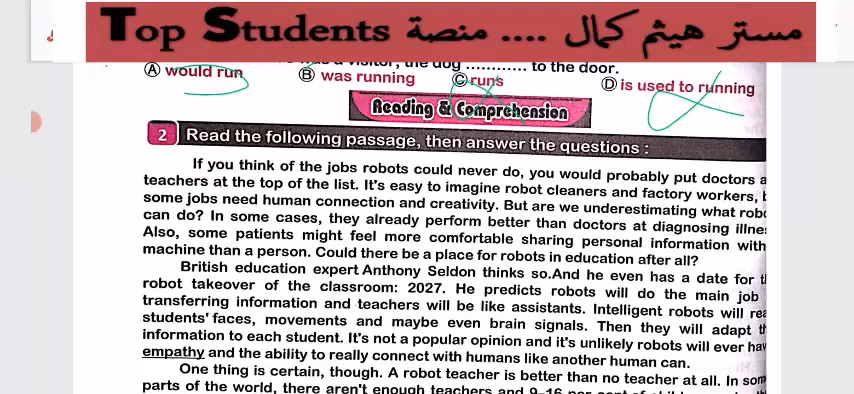 Top Students مستر هيثم كمال .... منصة
the dog ............ to the door.
Ⓐ would run Ⓑ was running Ⓒ runs Ⓓ is used to running
Reading & Comprehension
2 Read the following passage, then answer the questions :
If you think of the jobs robots could never do, you would probably put doctors
teachers at the top of the list. It's easy to imagine robot cleaners and factory workers,
some jobs need human connection and creativity. But are we underestimating what
can do? In some cases, they already perform better than doctors at diagnosing
Also, some patients might feel more comfortable sharing personal information with
machine than a person. Could there be a place for robots in education after all?
British education expert Anthony Seldon thinks so.And he even has a date for
robot takeover of the classroom: 2027. He predicts robots will do the main job
transferring information and teachers will be like assistants. Intelligent robots will
students' faces, movements and maybe even brain signals. Then they will adapt
information to each student. It's not a popular opinion and it's unlikely robots will ever
empathy and the ability to really connect with humans like another human can.
One thing is certain, though. A robot teacher is better than no teacher at all. In
parts of the world, there aren't enough teachers and 9-16 per cent of